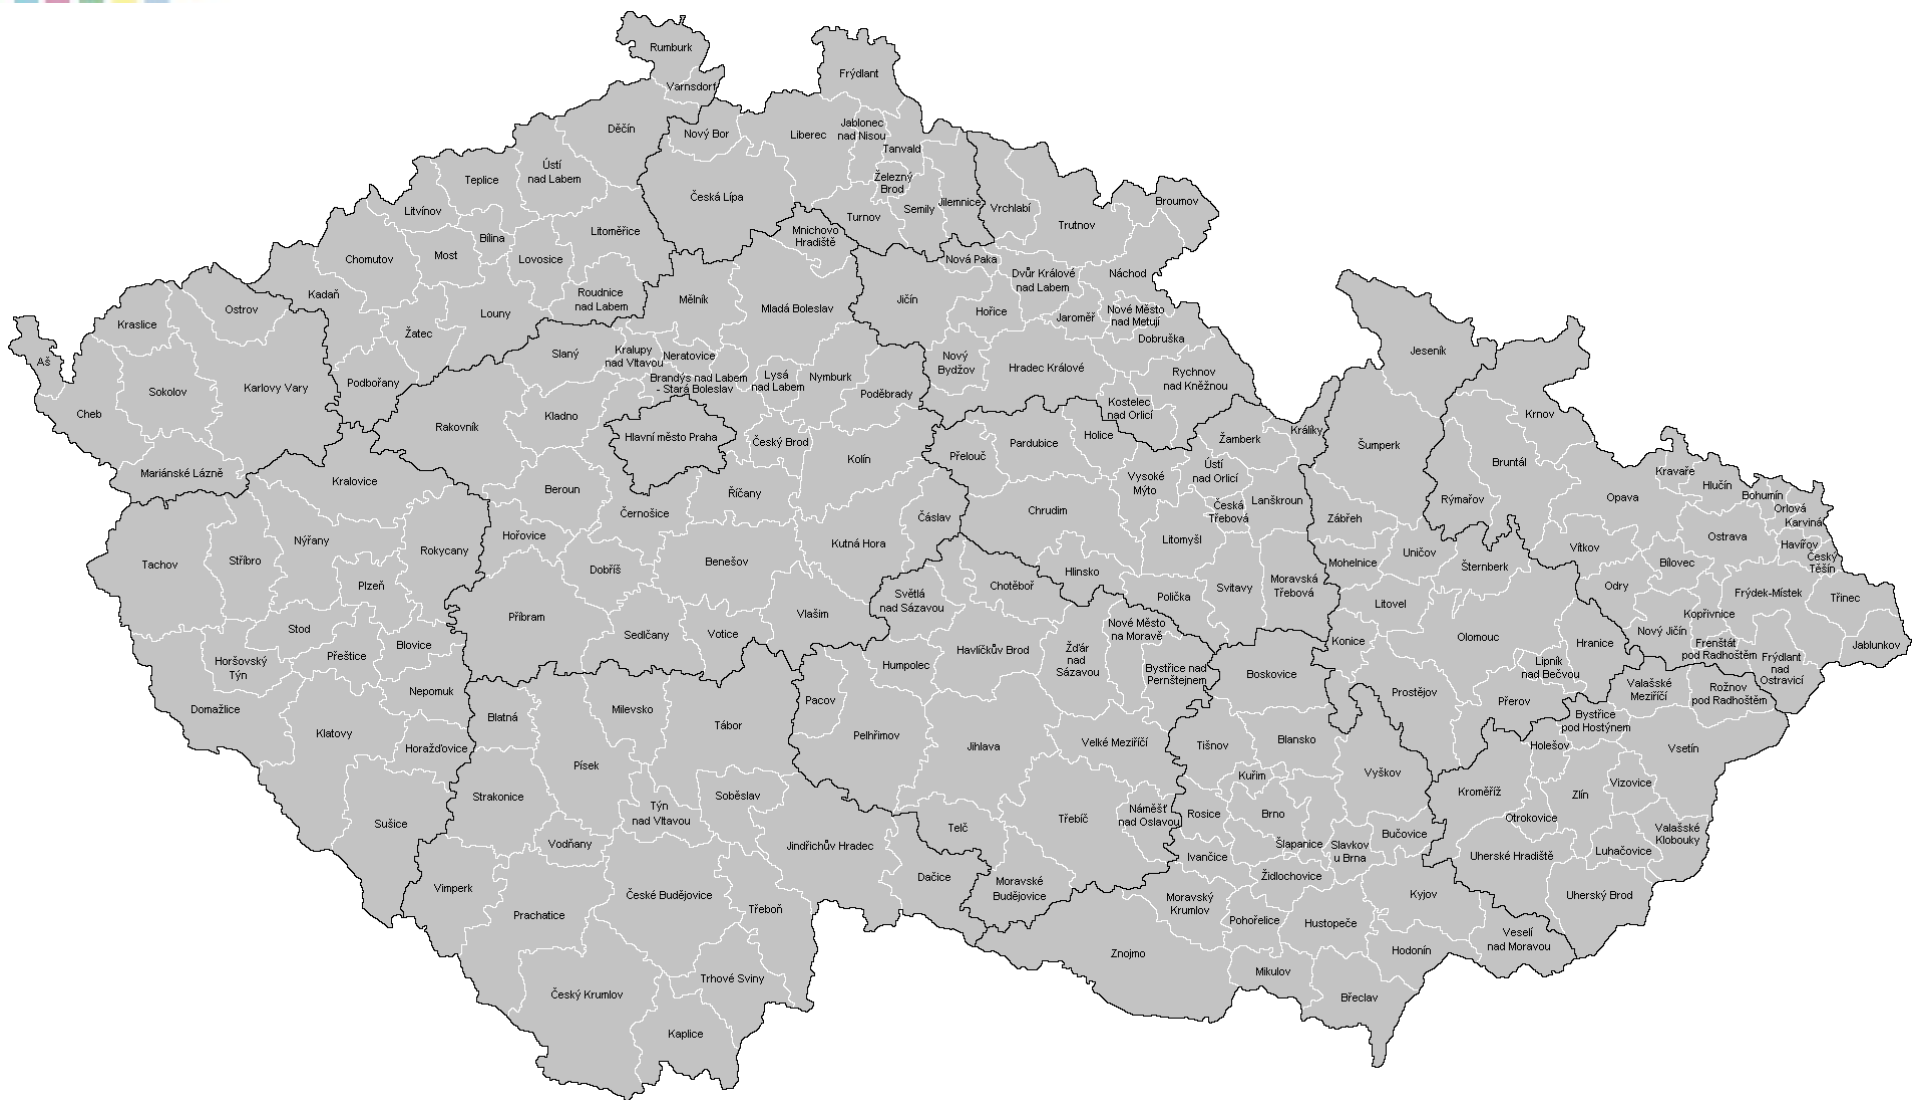 Rumburk
Varnsdorf
Frýdlant
Děčín
Nový Bor
Liberec
Jablonec
nad Nisou
Tanvald
Ústí
nad Labem
Teplice
Česká Lípa
Železný
Brod
Semily
Jilemnice
Turnov
Vrchlabí
Trutnov
Broumov
Litvínov
Bílina
Litoměřice
Mnichovo
Hradiště
Chomutov
Most
Lovosice
Nová Paka
Dvůr Králové
nad Labem
Náchod
Kadaň
Roudnice
nad Labem
Mělník
Mladá Boleslav
Jičín
Hořice
Jaroměř
Nové Město
nad Metují
Dobruška
Kraslice
Ostrov
Žatec
Louny
Aš
Slaný
Kralupy
nad Vltavou
Neratovice
Brandýs nad Labem
- Stará Boleslav
Lysá
nad Labem
Nymburk
Poděbrady
Nový
Bydžov
Hradec Králové
Rychnov
nad Kněžnou
Kostelec
nad Orlicí
Jeseník
Cheb
Sokolov
Karlovy Vary
Podbořany
Rakovník
Kladno
Hlavní město Praha
Český Brod
Kolín
Přelouč
Pardubice
Holice
Žamberk
Králíky
Šumperk
Krnov
Bruntál
Mariánské Lázně
Kralovice
Beroun
Říčany
Černošice
Čáslav
Chrudim
Vysoké
Mýto
Ústí
nad Orlicí
Česká
Třebová
Lanškroun
Zábřeh
Rýmařov
Opava
Kravaře
Hlučín
Bohumín
Orlová
Karviná
Havířov
Český
Těšín
Ostrava
Tachov
Stříbro
Nýřany
Rokycany
Hořovice
Dobříš
Benešov
Kutná Hora
Litomyšl
Hlinsko
Mohelnice
Uničov
Šternberk
Vítkov
Bílovec
Odry
Plzeň
Příbram
Sedlčany
Votice
Vlašim
Světlá
nad Sázavou
Chotěboř
Polička
Svitavy
Moravská
Třebová
Litovel
Kopřivnice
Frýdek-Místek
Třinec
Stod
Přeštice
Blovice
Horšovský
Týn
Humpolec
Havlíčkův Brod
Žďár
nad
Sázavou
Nové Město
na Moravě
Bystřice nad
Pernštejnem
Boskovice
Konice
Olomouc
Hranice
Nový Jičín
Frenštát
pod Radhoštěm
Frýdlant
nad
Ostravicí
Jablunkov
Domažlice
Nepomuk
Klatovy
Horažďovice
Blatná
Milevsko
Tábor
Pacov
Pelhřimov
Jihlava
Velké Meziříčí
Tišnov
Blansko
Prostějov
Přerov
Lipník
nad Bečvou
Valašské
Meziříčí
Rožnov
pod Radhoštěm
Bystřice
pod Hostýnem
Holešov
Vsetín
Sušice
Strakonice
Písek
Týn
nad Vltavou
Soběslav
Vodňany
Jindřichův Hradec
Telč
Třebíč
Náměšť
nad Oslavou
Kuřim
Rosice
Brno
Vyškov
Kroměříž
Zlín
Vizovice
Otrokovice
Ivančice
Šlapanice
Slavkov
u Brna
Bučovice
Uherské Hradiště
Luhačovice
Valašské
Klobouky
Vimperk
Prachatice
České Budějovice
Třeboň
Dačice
Moravské
Budějovice
Moravský
Krumlov
Židlochovice
Pohořelice
Hustopeče
Kyjov
Uherský Brod
Veselí
nad Moravou
Hodonín
Český Krumlov
Trhové Sviny
Kaplice
Znojmo
Mikulov
Břeclav